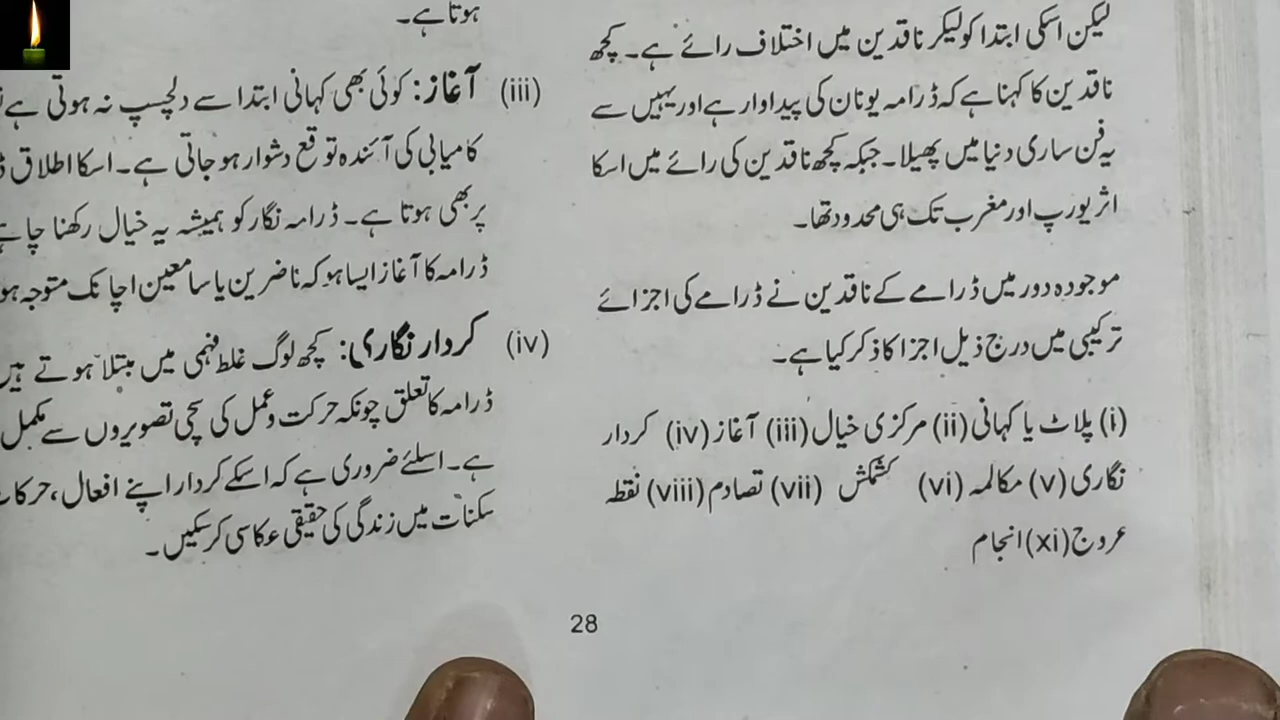 لیکن اسکی ابتدا کولیکر ناقدین میں اختلاف رائے ہے۔ کچھ
ناقدین کا کہنا ہے کہ ڈرامہ یونان کی پیداوار ہے اور یہیں سے
یہ فن ساری دنیا میں پھیلا۔ جبکہ کچھ ناقدین کی رائے میں اسکا
اثر یورپ اور مغرب تک ہی محدود تھا۔
موجودہ دور میں ڈرامے کے ناقدین نے ڈرامے کی اجزائے
ترکیبی میں درج ذیل اجزا کا ذکر کیا ہے۔
(i) پلاٹ یا کہانی (ii) مرکزی خیال (iii) آغاز (iv) کردار
نگاری (v) مکالمہ (vi) کشمکش (vii) تصادم (viii) نقطہ
عروج (xi) انجام
ہوتا ہے۔
(iii) آغاز: کوئی بھی کہانی ابتدا سے دلچسپ نہ ہوتی ہے
کامیابی کی آئندہ توقع دشوار ہو جاتی ہے۔ اسکا اطلاق
پر بھی ہوتا ہے۔ ڈرامہ نگار کو ہمیشہ یہ خیال رکھنا
ڈرامہ کا آغاز ایسا ہو کہ ناضرین یا سامعین اچانک متوجہ
(iv) کردار نگاری: کچھ لوگ غلط فہمی میں مبتلا ہوتے ہیں
ڈرامہ کا تعلق چونکہ حرکت و عمل کی سچی تصویروں سے مکمل
ہے۔ اسلئے ضروری ہے کہ اسکے کردار اپنے افعال،
سکنات میں زندگی کی حقیقی عکاسی کر سکیں۔
28